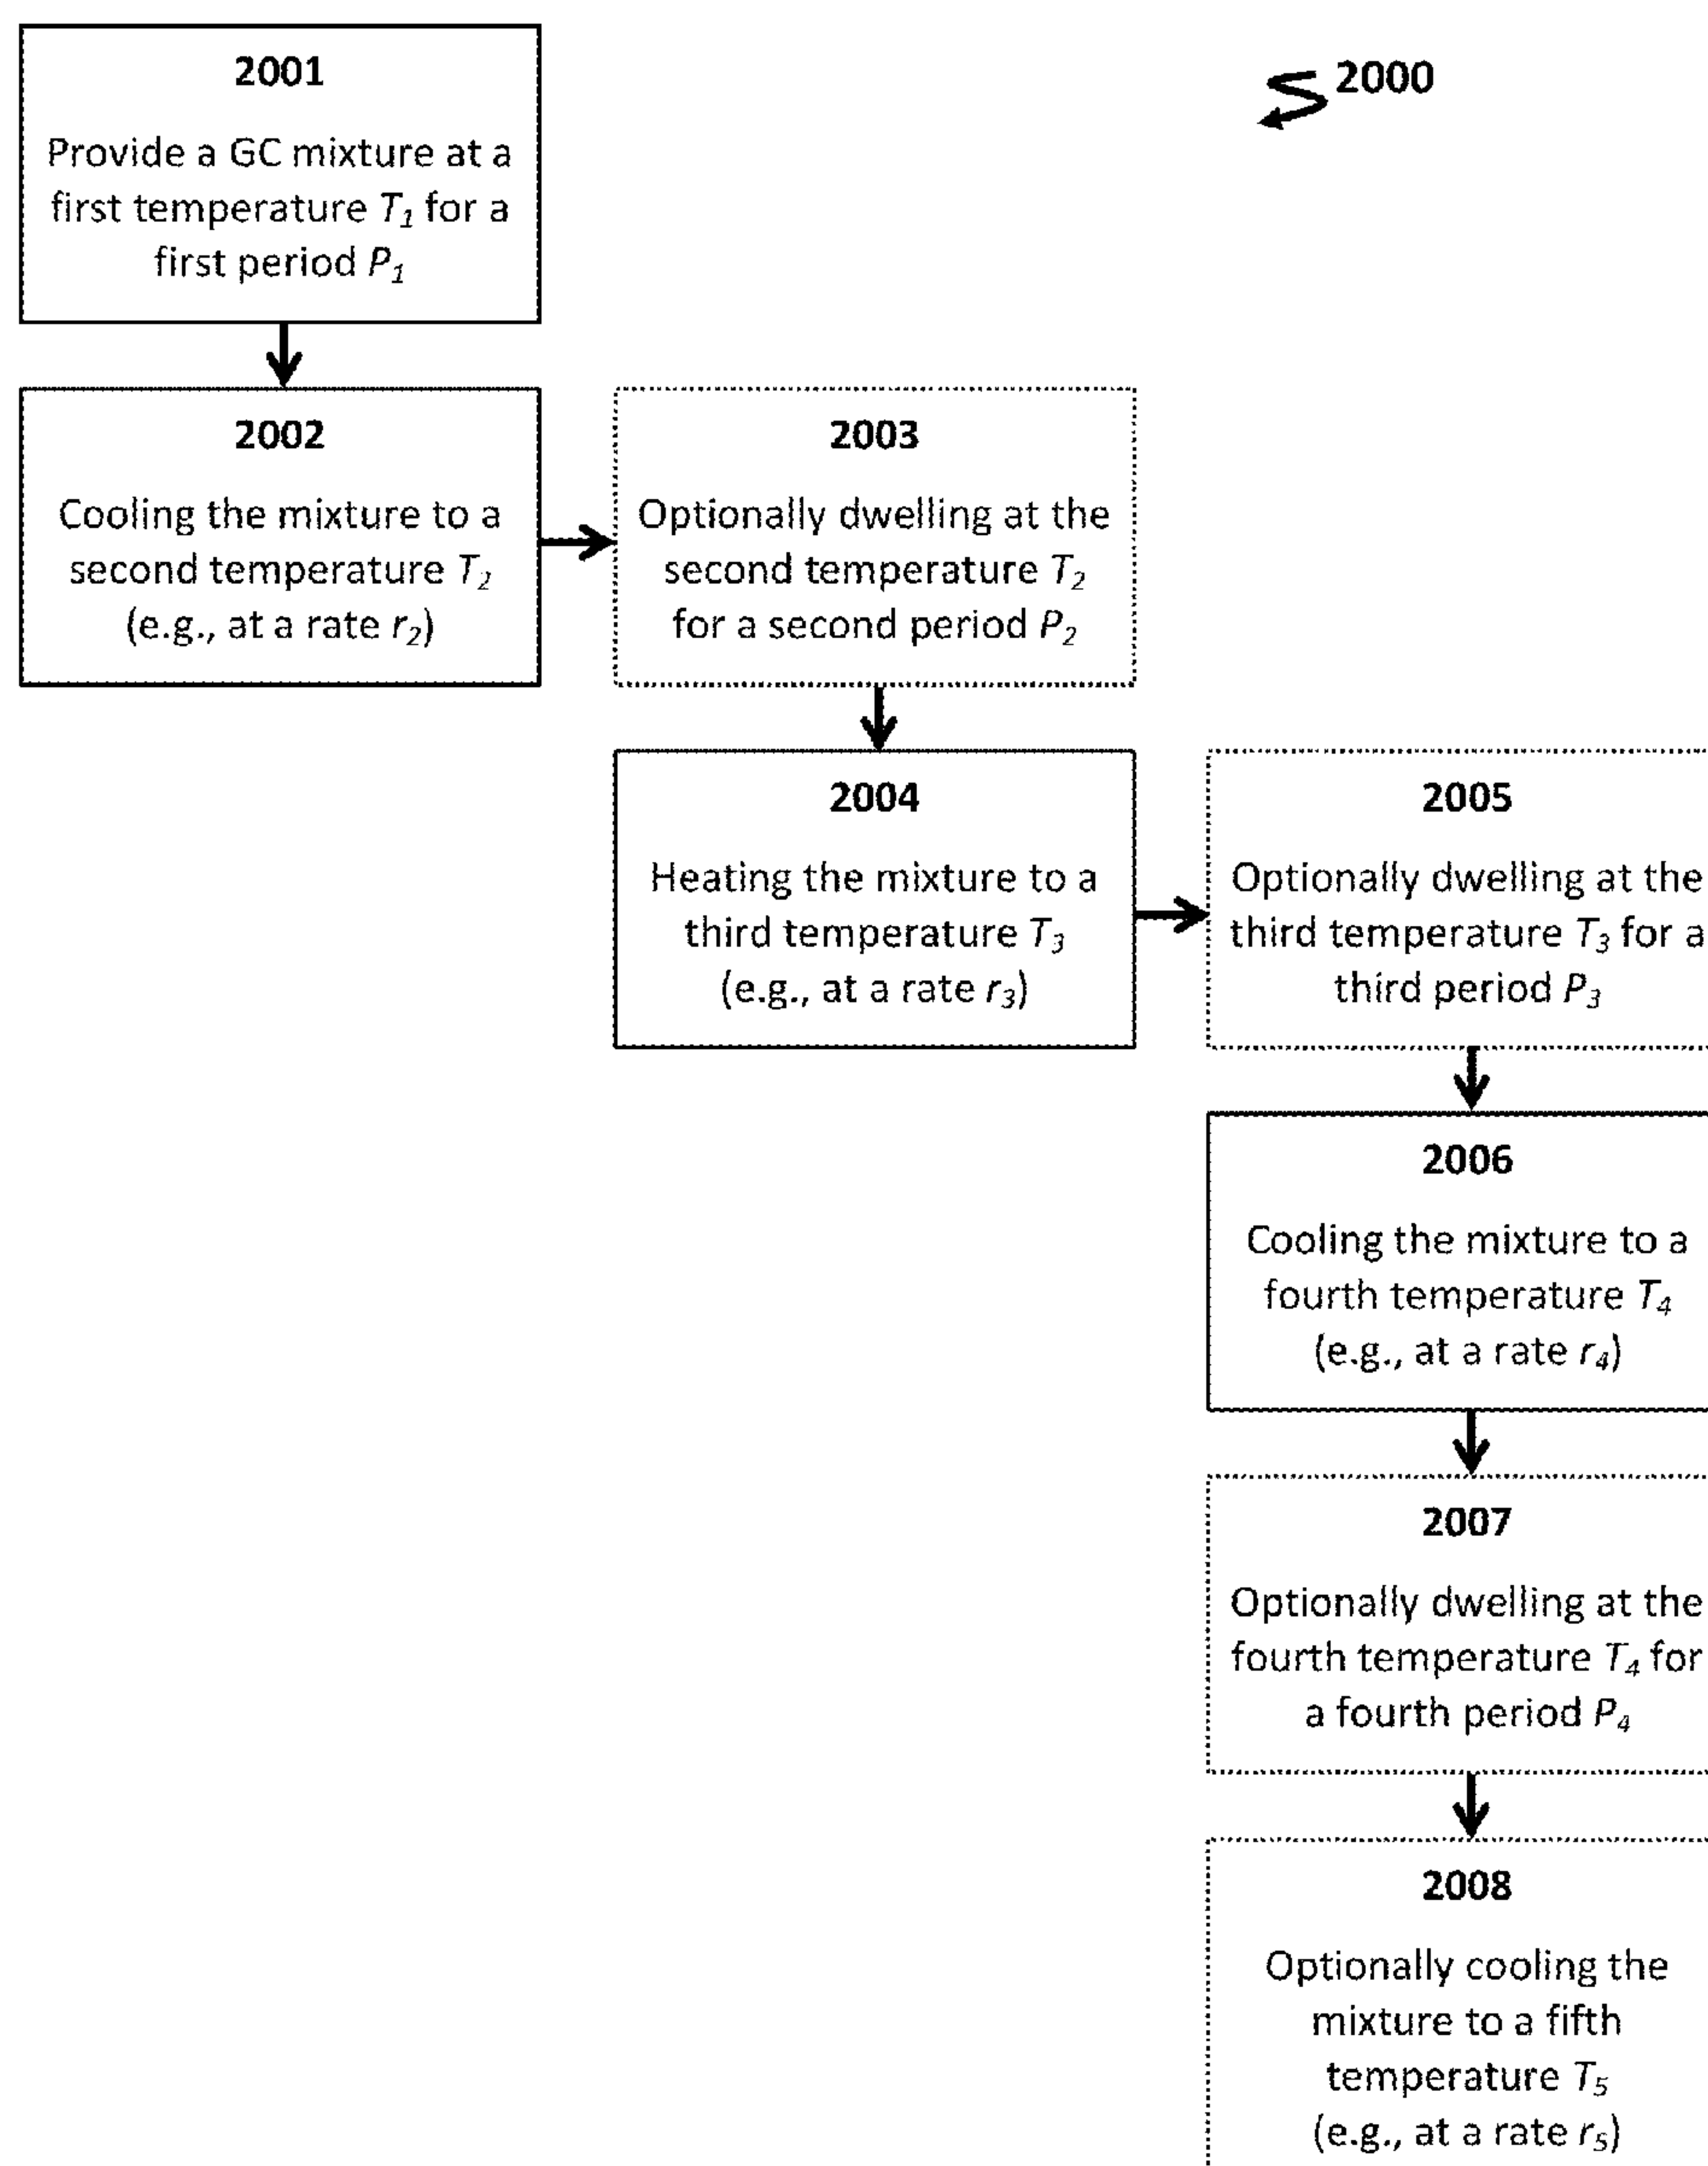 2000
2001
Provide a GC mixture at a
first temperature T₁ for a
first period P₁
2002
Cooling the mixture to a
second temperature T₂
(e.g., at a rate r₂)
2003
Optionally dwelling at the
second temperature T₂
for a second period P₂
2004
Heating the mixture to a
third temperature T₃
(e.g., at a rate r₃)
2005
Optionally dwelling at the
third temperature T₃ for a
third period P₃
2006
Cooling the mixture to a
fourth temperature T₄
(e.g., at a rate r₄)
2007
Optionally dwelling at the
fourth temperature T₄ for
a fourth period P₄
2008
Optionally cooling the
mixture to a fifth
temperature T₅
(e.g., at a rate r₅)